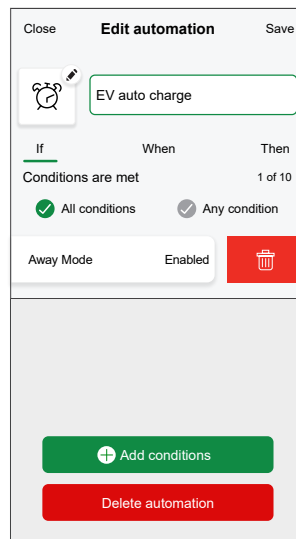 Close Edit automation Save
EV auto charge
If When Then
Conditions are met 1 of 10
All conditions Any condition
Away Mode Enabled
Add conditions
Delete automation